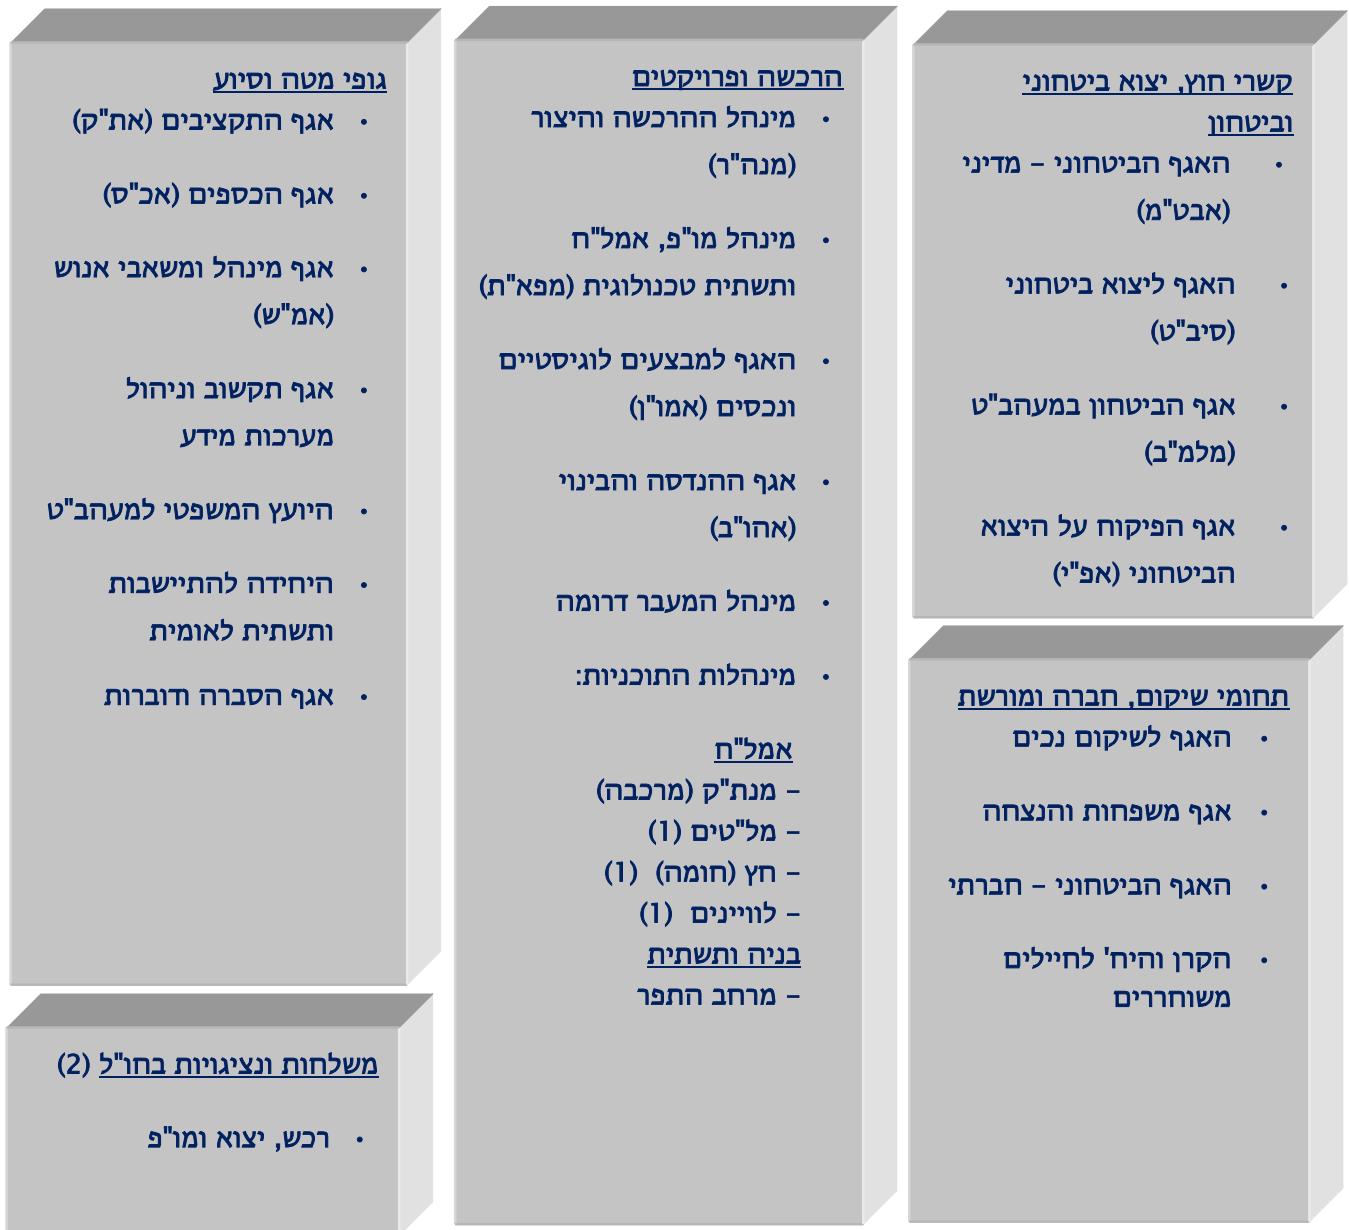 קשרי חוץ, יצוא ביטחוני
וביטחון
• האגף הביטחוני – מדיני
(אבט"מ)
• האגף ליצוא ביטחוני
(סיב"ט)
• אגף הביטחון במעהב"ט
(מלמ"ב)
• אגף הפיקוח על היצוא
הביטחוני (אפ"י)
תחומי שיקום, חברה ומורשת
• האגף לשיקום נכים
• אגף משפחות והנצחה
• האגף הביטחוני – חברתי
• הקרן והיח' לחיילים
משוחררים
הרכשה ופרויקטים
• מינהל ההרכשה והיצור
(מנה"ר)
• מינהל מו"פ, אמל"ח
ותשתית טכנולוגית (מפא"ת)
• האגף למבצעים לוגיסטיים
ונכסים (אמו"ן)
• אגף ההנדסה והבינוי
(אהו"ב)
• מינהל המעבר דרומה
• מינהלות התוכניות:
אמל"ח
– מנת"ק (מרכבה)
– מל"טים (1)
– חץ (חומה) (1)
– לוויינים (1)
בניה ותשתית
– מרחב התפר
גופי מטה וסיוע
• אגף התקציבים (את"ק)
• אגף הכספים (אכ"ס)
• אגף מינהל ומשאבי אנוש
(אמ"ש)
• אגף תקשוב וניהול
מערכות מידע
• היועץ המשפטי למעהב"ט
• היחידה להתיישבות
ותשתית לאומית
• אגף הסברה ודוברות
משלחות ונציגויות בחו"ל (2)
• רכש, יצוא ומו"פ